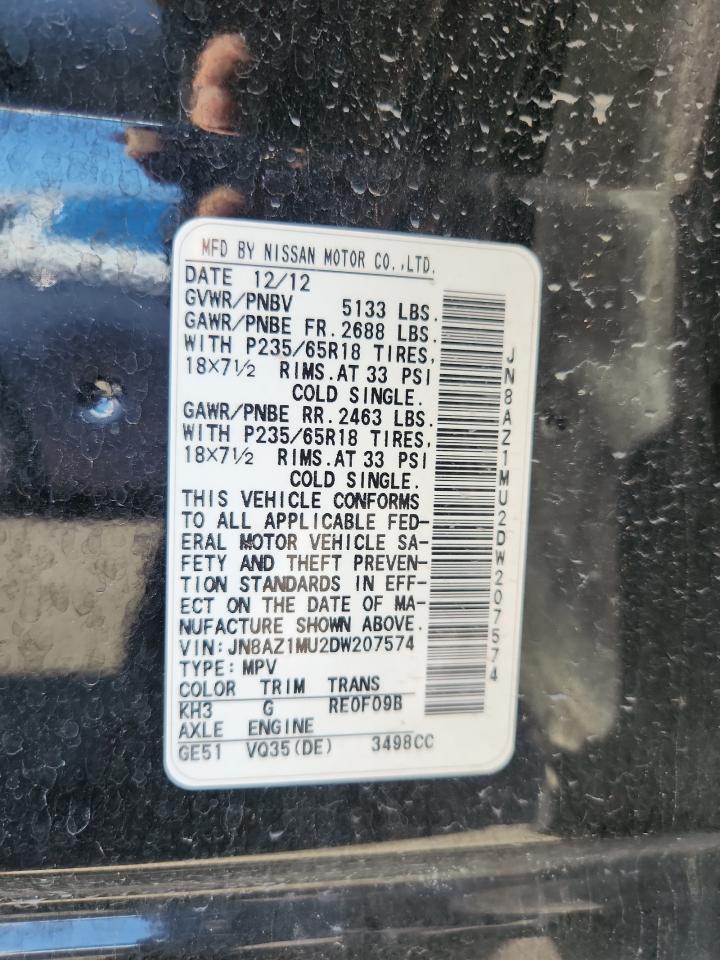 MFD BY NISSAN MOTOR CO.,LTD.
DATE 12/12
GVWR/PNBV 5133 LBS.
GAWR/PNBE FR.2688 LBS.
WITH P235/65R18 TIRES,
18X7½ RIMS.AT 33 PSI
COLD SINGLE.
GAWR/PNBE RR.2463 LBS.
WITH P235/65R18 TIRES,
18X7½ RIMS.AT 33 PSI
COLD SINGLE.
THIS VEHICLE CONFORMS
TO ALL APPLICABLE FED-
ERAL MOTOR VEHICLE SA-
FETY AND THEFT PREVEN-
TION STANDARDS IN EFF-
ECT ON THE DATE OF MA-
NUFACTURE SHOWN ABOVE.
VIN:JN8AZ1MU2DW207574
TYPE:MPV
COLOR TRIM TRANS
KH3 G RE0F09B
AXLE ENGINE
GE51 VQ35(DE) 3498CC
JN8AZ1MU2DW207574